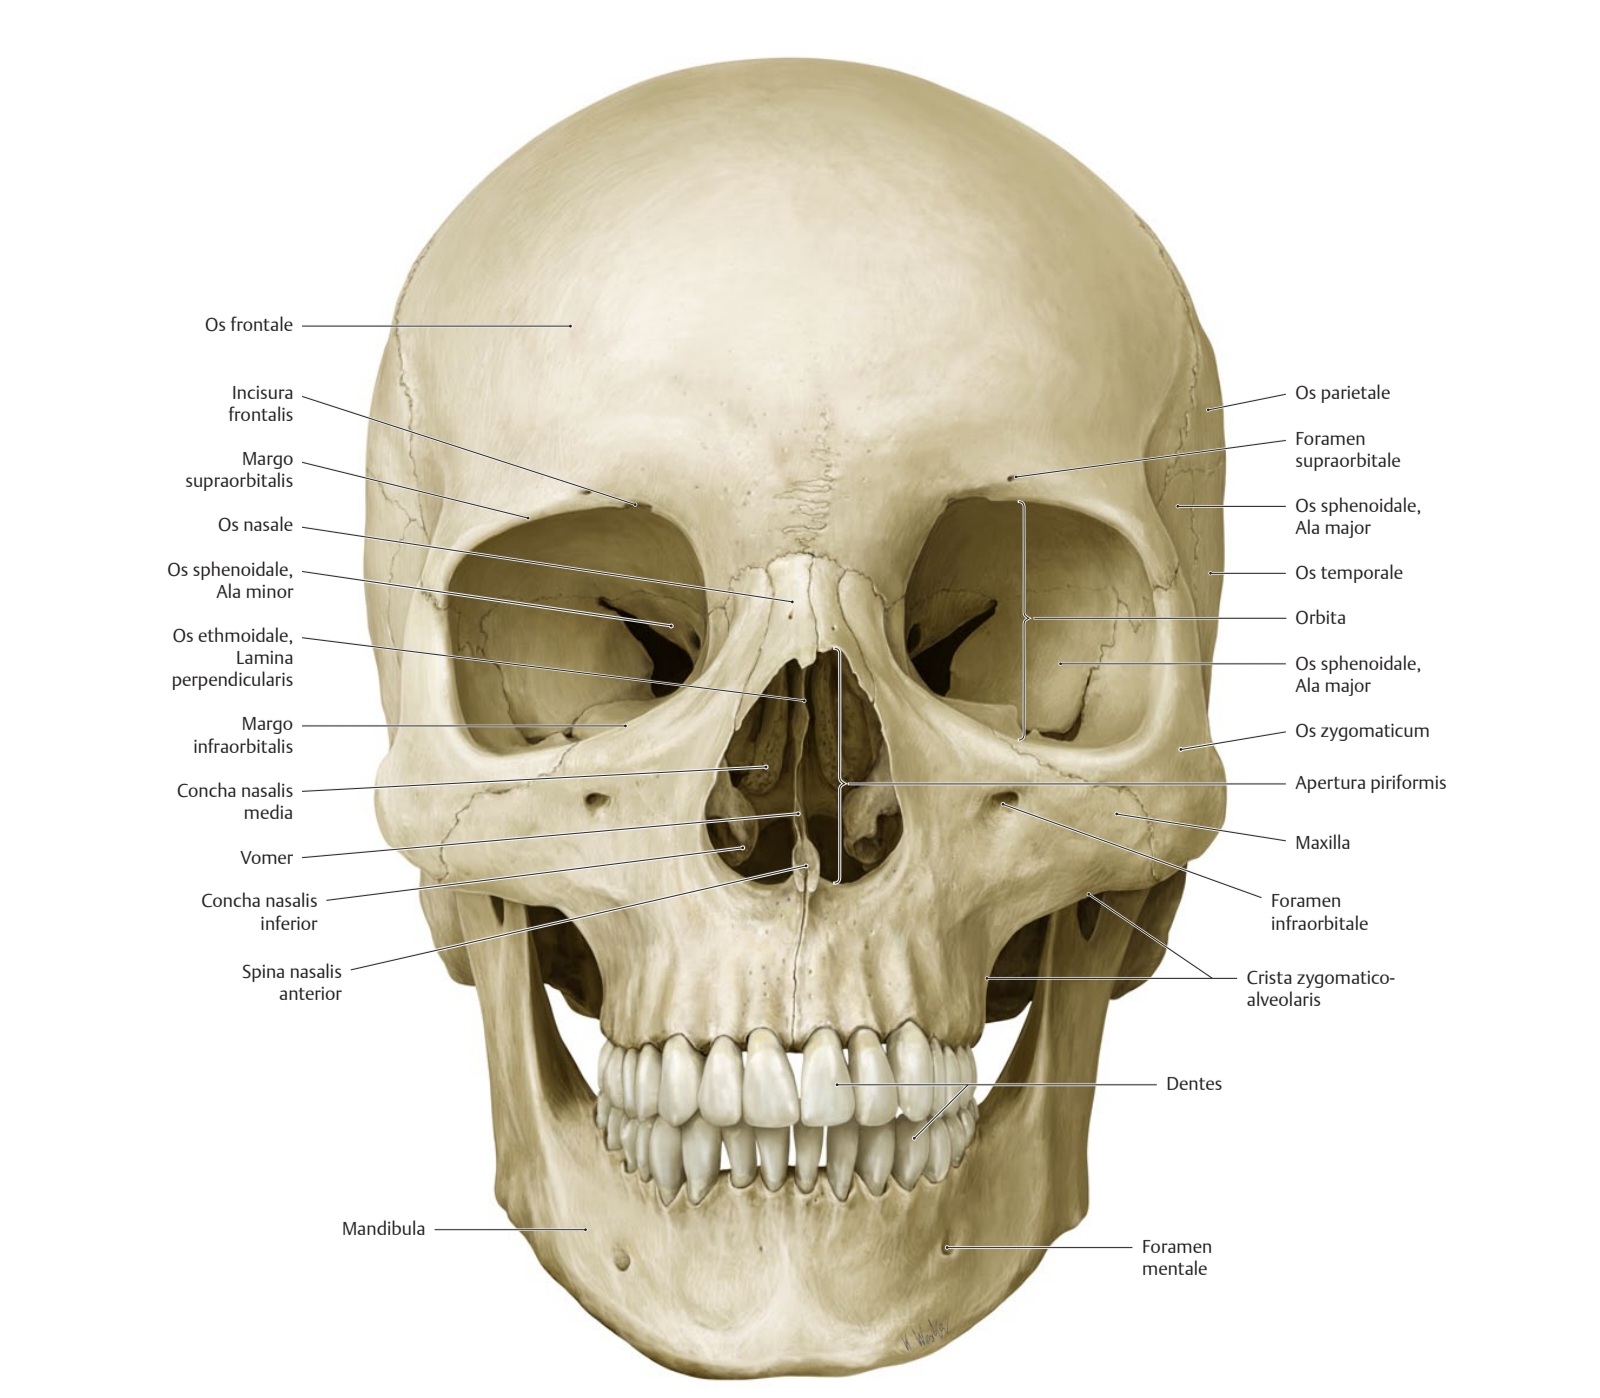 Os frontale
Incisura
frontalis
Margo
supraorbitalis
Os nasale
Os sphenoidale,
Ala minor
Os ethmoidale,
Lamina
perpendicularis
Margo
infraorbitalis
Concha nasalis
media
Vomer
Concha nasalis
inferior
Spina nasalis
anterior
Mandibula
Os parietale
Foramen
supraorbitale
Os sphenoidale,
Ala major
Os temporale
Orbita
Os sphenoidale,
Ala major
Os zygomaticum
Apertura piriformis
Maxilla
Foramen
infraorbitale
Crista zygomatico-
alveolaris
Dentes
Foramen
mentale